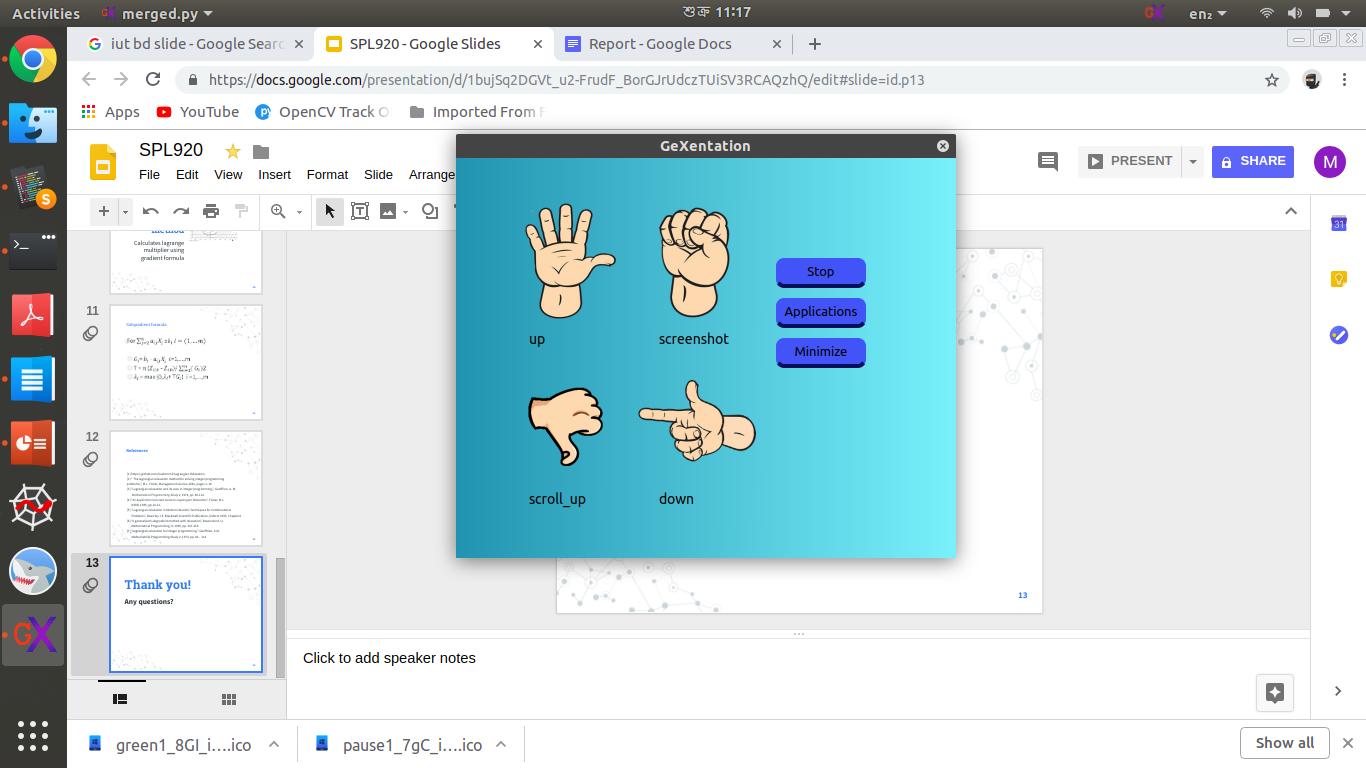 Activities
merged.py
শুক্র 11:17
en₂
iut bd slide - Google Searc
SPL920 - Google Slides
Report - Google Docs
https://docs.google.com/presentation/d/1bujSq2DGVt_u2-FrudF_BorGJrUdczTUiSV3RCAQzhQ/edit#slide=id.p13
Apps
YouTube
OpenCV Track O
Imported From F
SPL920
File Edit View Insert Format Slide Arrange
PRESENT
SHARE
M
GeXentation
up
screenshot
Stop
Applications
Minimize
scroll_up
down
method
Calculates lagrange
multiplier using
gradient formula
11
Subgradient formula
12
References
13
Thank you!
Any questions?
13
Click to add speaker notes
31
GX
green1_8GI_i….ico
pause1_7gC_i….ico
Show all